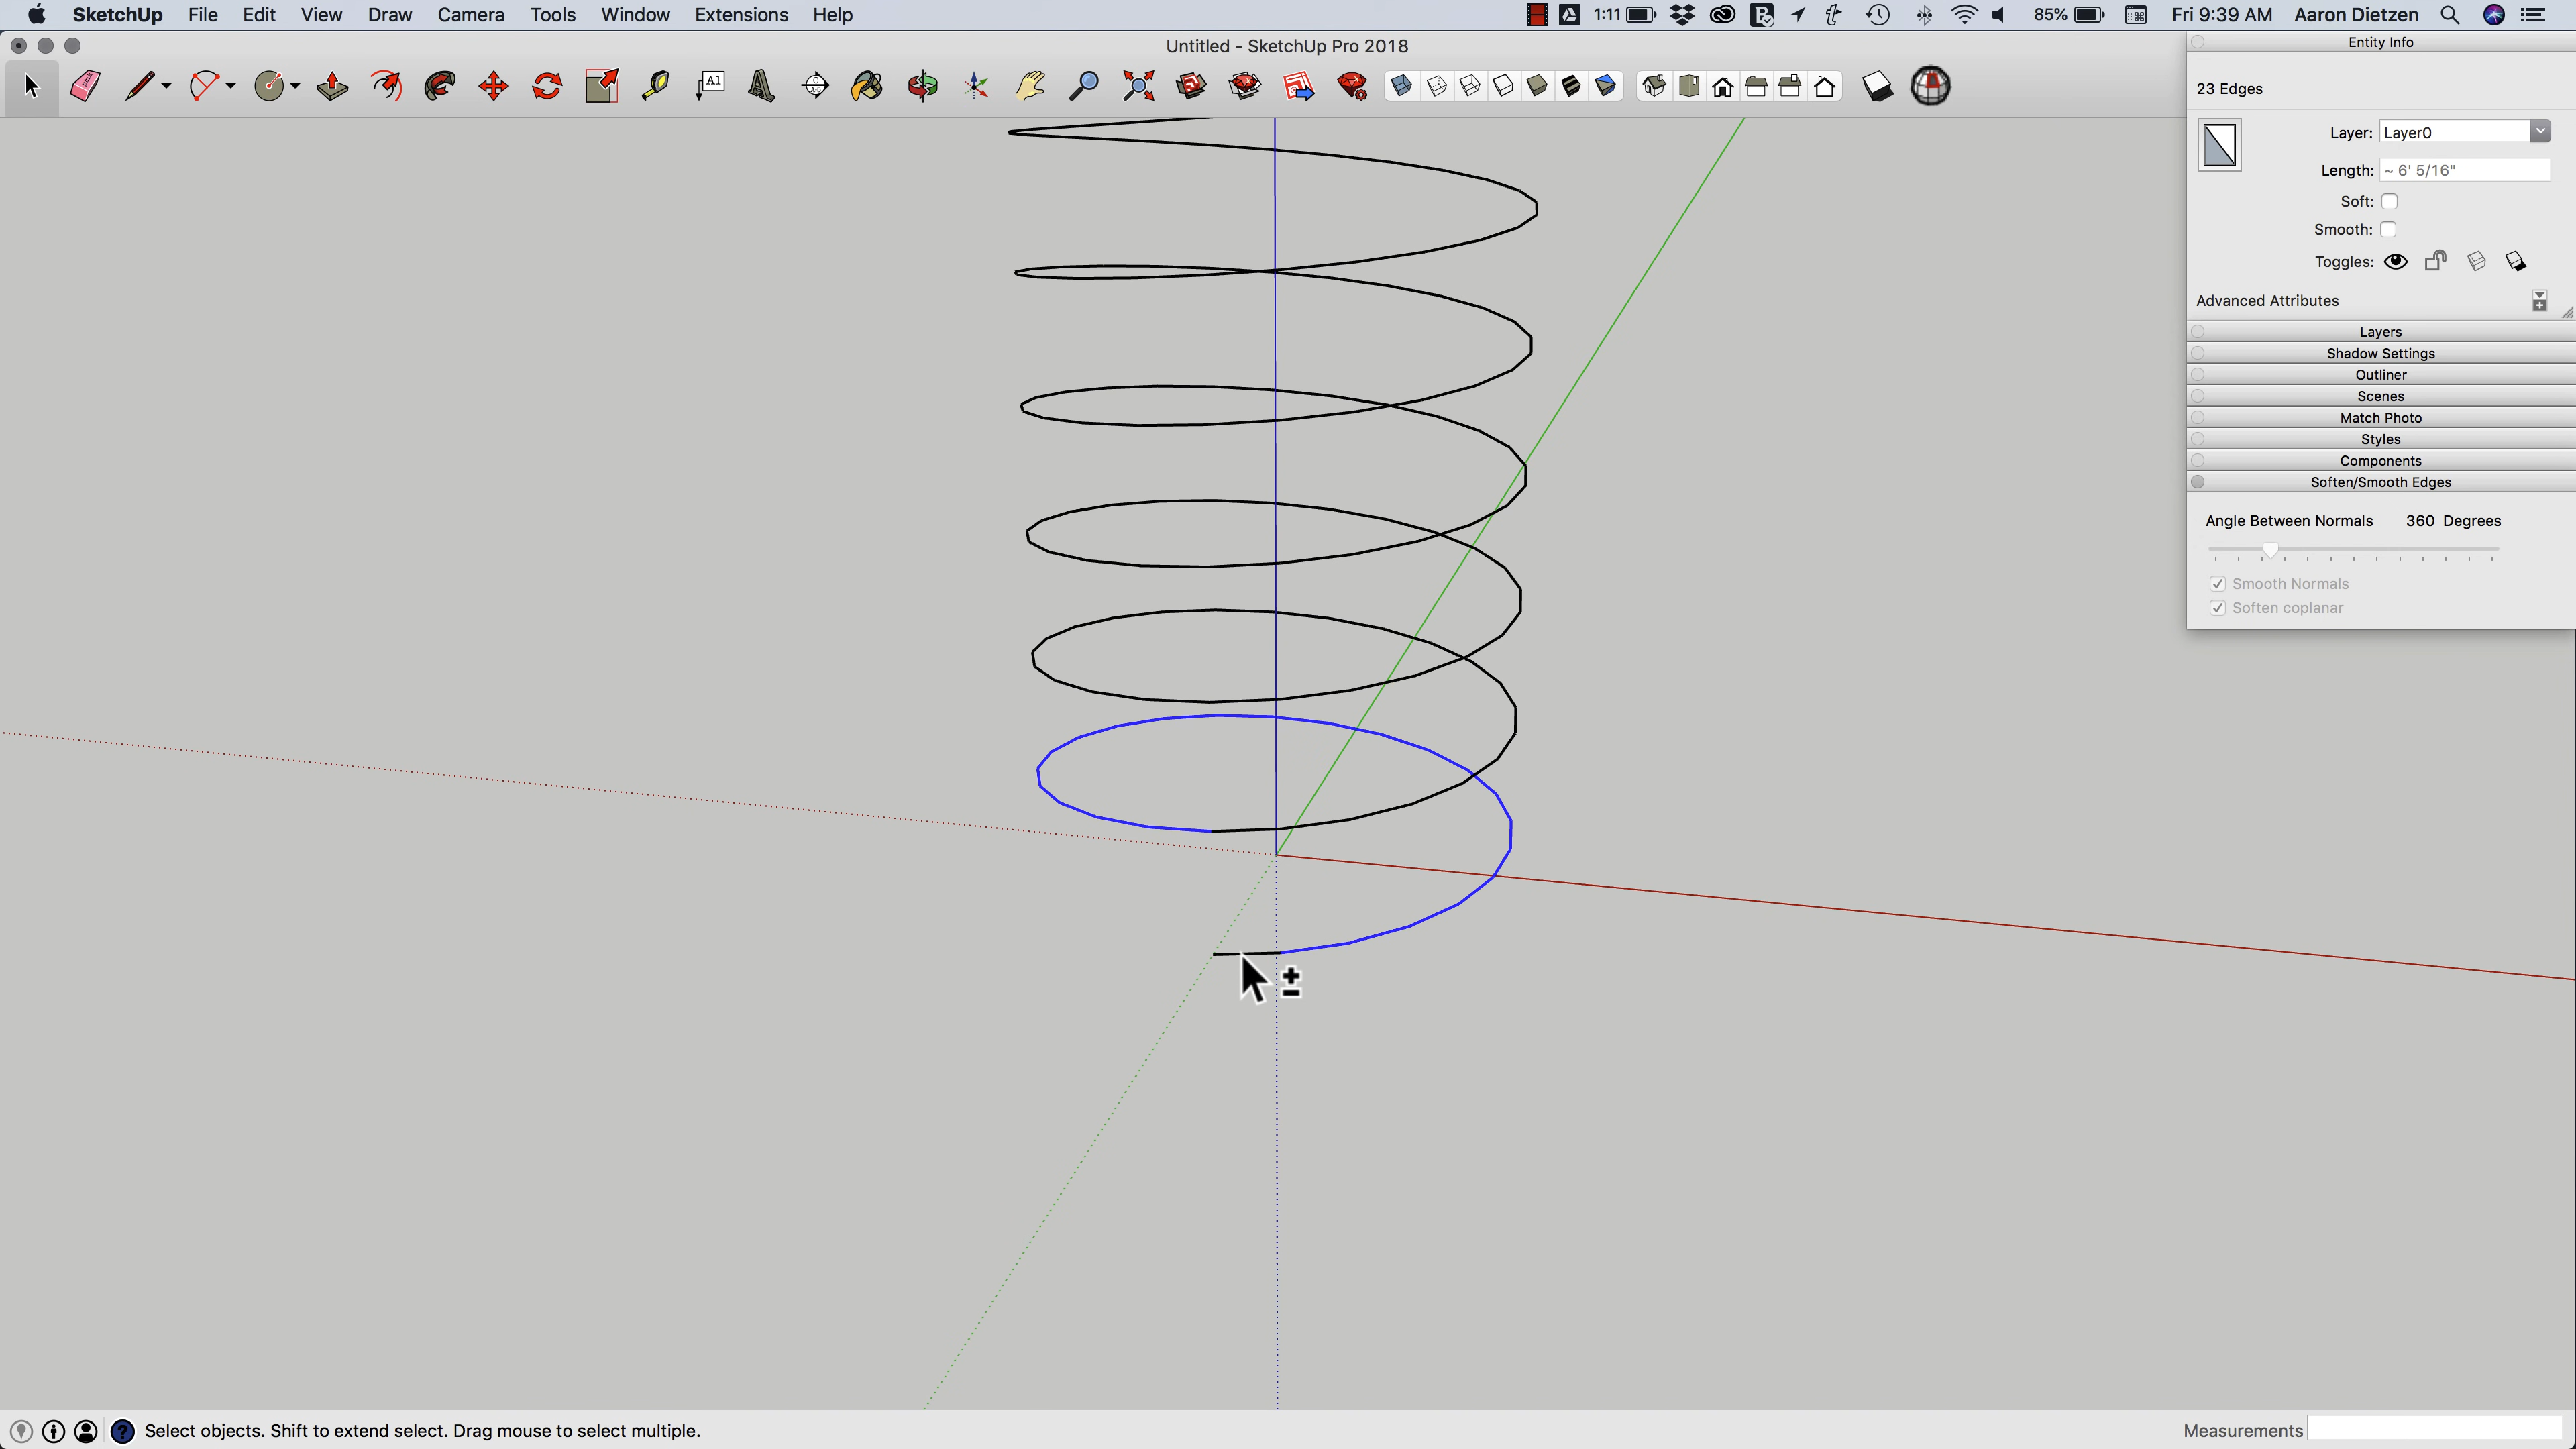 SketchUp File Edit View Draw Camera Tools Window Extensions Help 1:11 85% Fri 9:39 AM Aaron Dietzen
Untitled - SketchUp Pro 2018
A1
Entity Info
23 Edges
Layer: Layer0
Length: ~ 6' 5/16"
Soft:
Smooth:
Toggles:
Advanced Attributes
Layers
Shadow Settings
Outliner
Scenes
Match Photo
Styles
Components
Soften/Smooth Edges
Angle Between Normals 360 Degrees
Smooth Normals
Soften coplanar
Select objects. Shift to extend select. Drag mouse to select multiple.
Measurements